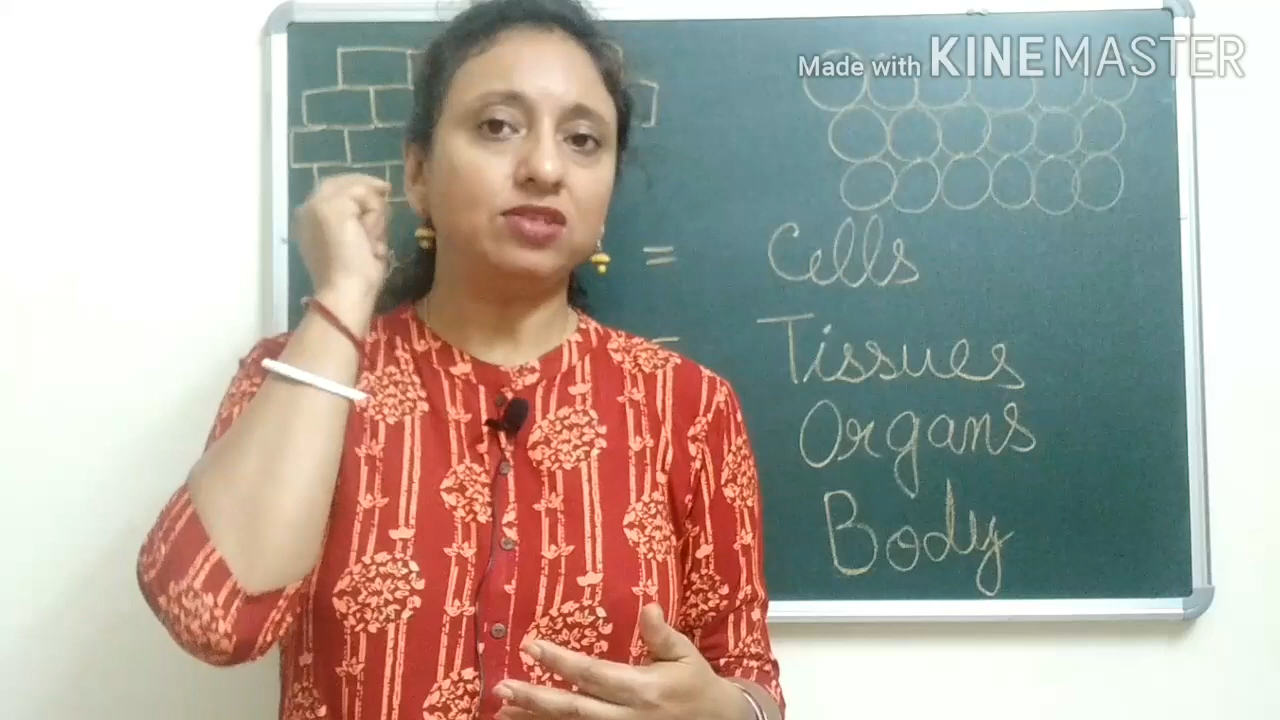 Made with KINEMASTER
= Cells
Tissues
Organs
Body